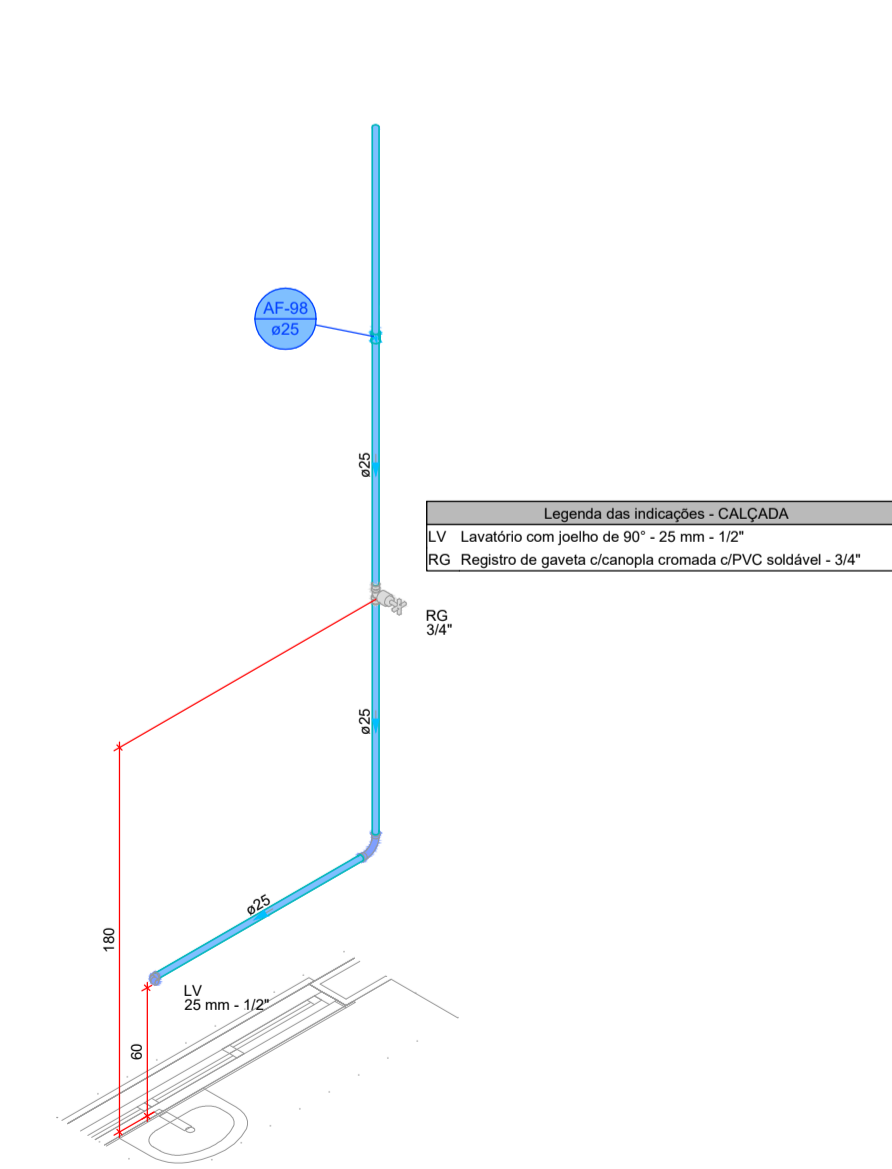 AF-98
ø25
ø25
Legenda das indicações - CALÇADA
LV Lavatório com joelho de 90° - 25 mm - 1/2"
RG Registro de gaveta c/canopla cromada c/PVC soldável - 3/4"
RG
3/4"
ø25
ø25
180
LV
25 mm - 1/2"
60